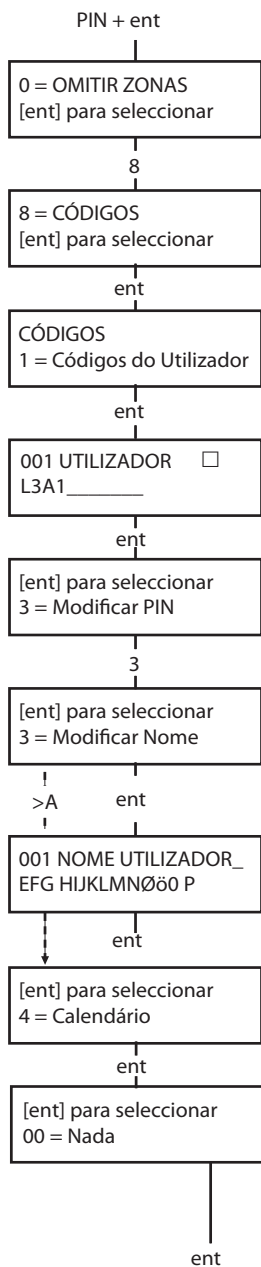 PIN + ent
0 = OMITIR ZONAS
[ent] para seleccionar
8
8 = CÓDIGOS
[ent] para seleccionar
ent
CÓDIGOS
1 = Códigos do Utilizador
ent
001 UTILIZADOR □
L3A1_______
ent
[ent] para seleccionar
3 = Modificar PIN
3
[ent] para seleccionar
3 = Modificar Nome
>A ent
001 NOME UTILIZADOR_
EFG HIJKLMNØö0 P
ent
[ent] para seleccionar
4 = Calendário
ent
[ent] para seleccionar
00 = Nada
ent